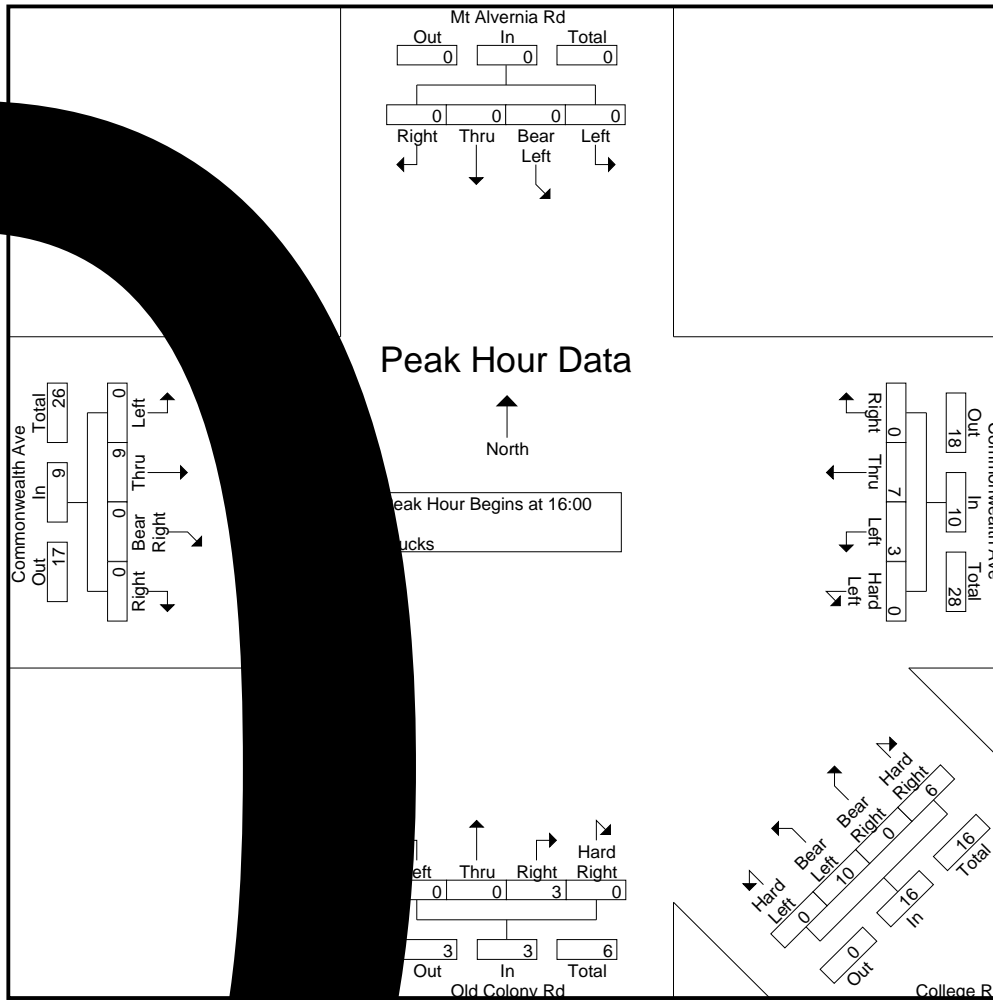 Mt Alvernia Rd
Out In Total
0 0 0
0 0 0 0
Right Thru Bear Left Left
Peak Hour Data
North
eak Hour Begins at 16:00
ucks
Commonwealth Ave
Total In Out
26 9 17
0 9 0 0
Left Thru Bear Right Right
Commonwealth Ave
Out In Total
18 10 28
0 7 3 0
Right Thru Left Hard Left
eft Thru Right Hard Right
0 0 3 0
3 3 6
Out In Total
Old Colony Rd
Hard Left Bear Left Bear Right Hard Right
0 10 0 6
0 16 16
Out In Total
College R